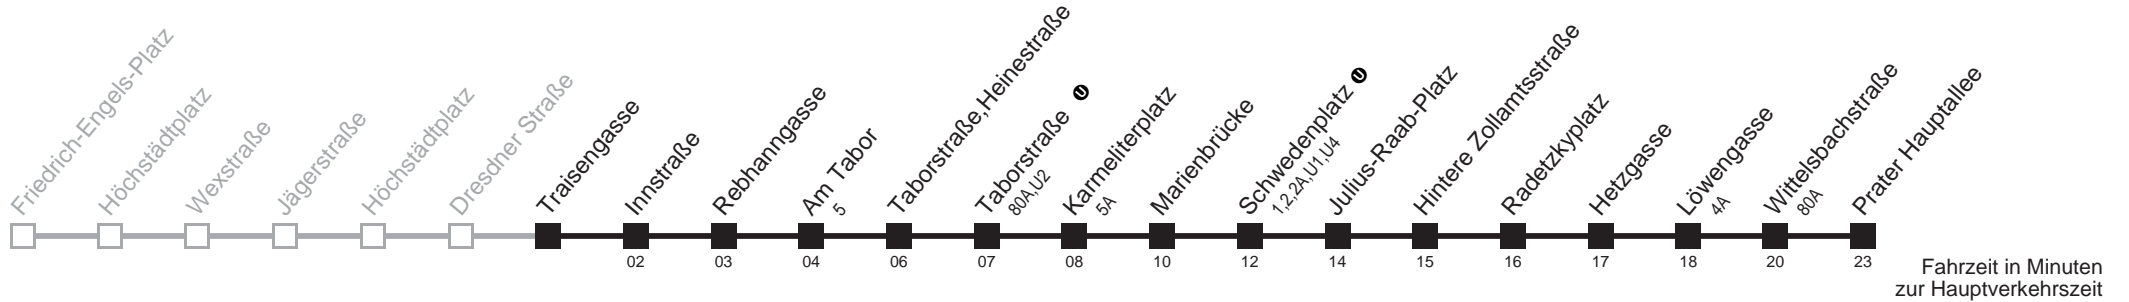 Friedrich-Engels-Platz
Höchstädtplatz
Wexstraße
Jägerstraße
Höchstädtplatz
Dresdner Straße
Traisengasse
Innstraße
Rebhanngasse
Am Tabor
5
Taborstraße,Heinestraße
Taborstraße U
80A,U2
Karmeliterplatz
5A
Marienbrücke
Schwedenplatz U
1,2,2A,U1,U4
Julius-Raab-Platz
Hintere Zollamtsstraße
Radetzkyplatz
Hetzgasse
Löwengasse
4A
Wittelsbachstraße
80A
Prater Hauptallee
02 03 04 06 07 08 10 12 14 15 16 17 18 20 23
Fahrzeit in Minuten
zur Hauptverkehrszeit